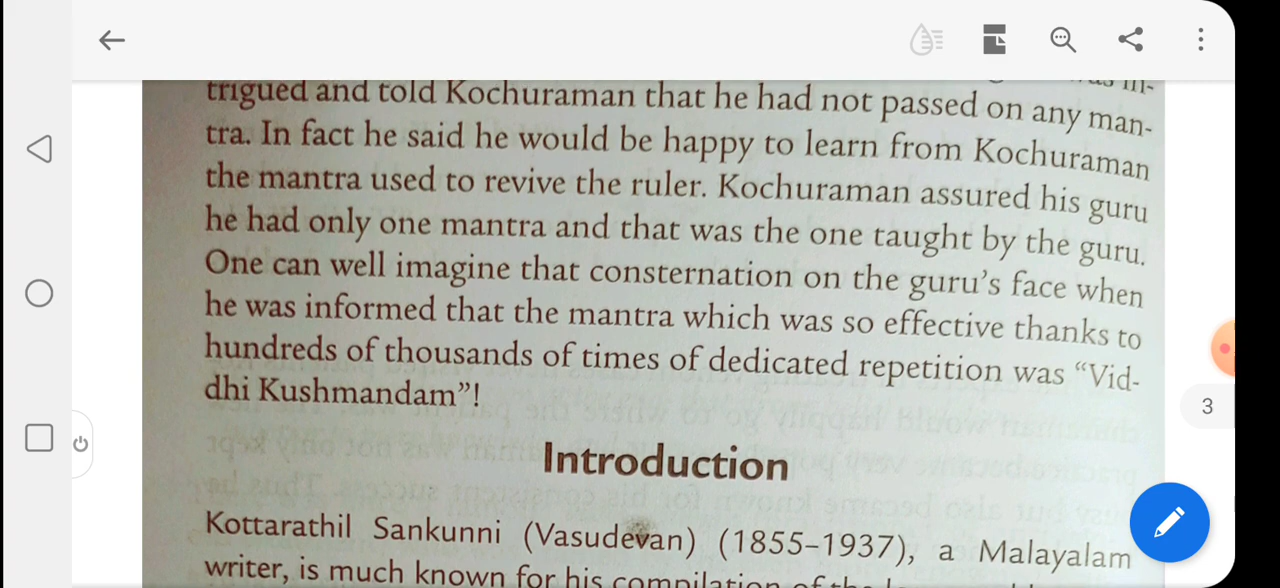 trigued and told Kochuraman that he had not passed on any man-
tra. In fact he said he would be happy to learn from Kochuraman
the mantra used to revive the ruler. Kochuraman assured his guru
he had only one mantra and that was the one taught by the guru.
One can well imagine that consternation on the guru's face when
he was informed that the mantra which was so effective thanks to
hundreds of thousands of times of dedicated repetition was “Vid-
dhi Kushmandam”!
3
Introduction
Kottarathil Sankunni (Vasudevan) (1855–1937), a Malayalam
writer, is much known for his compilation of the